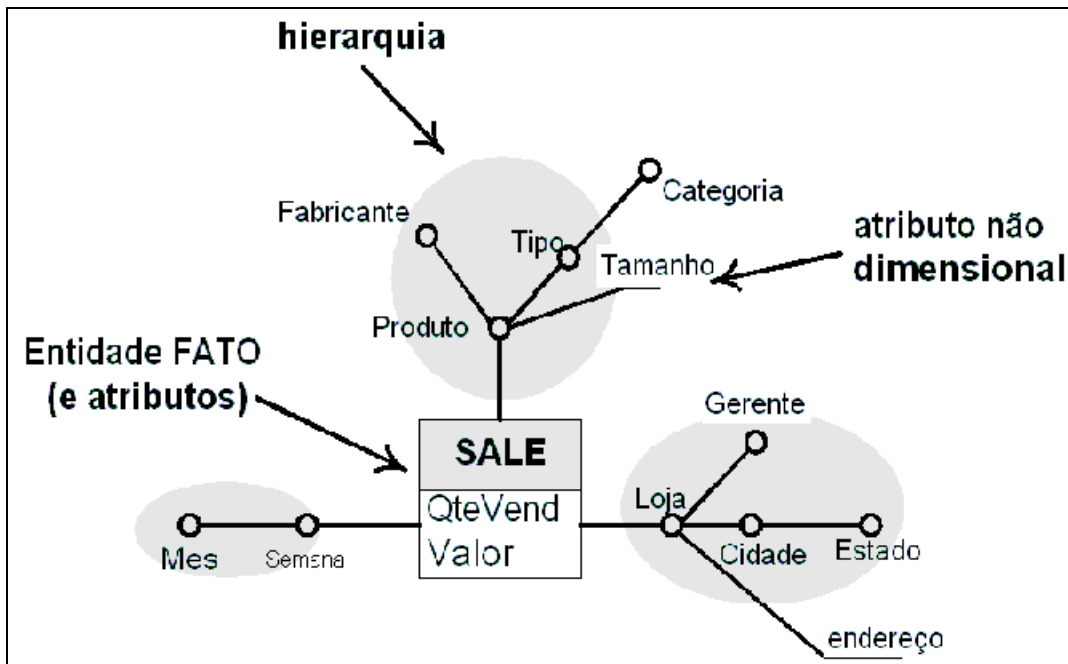 hierarquia
Fabricante
Categoria
Tipo
Tamanho
atributo não
dimensional
Produto
Entidade FATO
(e atributos)
Gerente
SALE
QteVend
Valor
Loja
Mes
Semana
Cidade
Estado
endereço